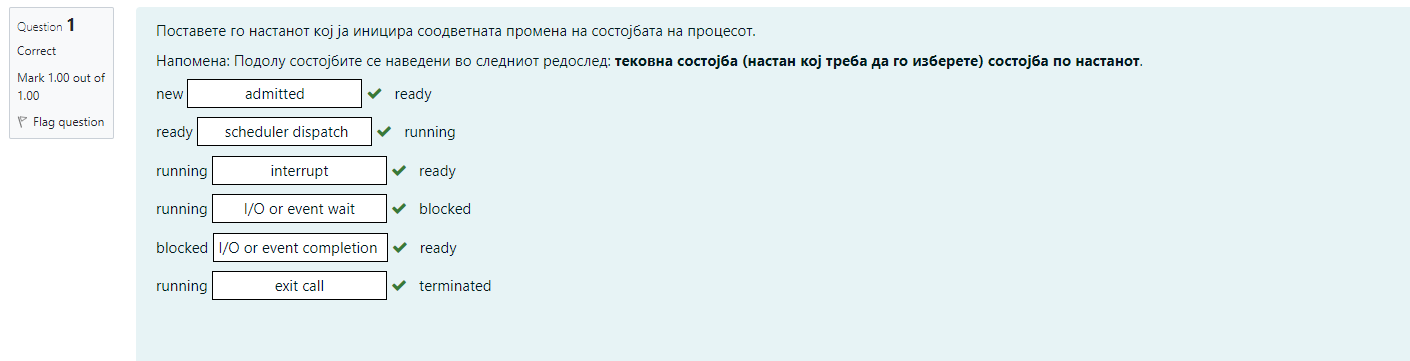 Question 1
Correct
Mark 1.00 out of
1.00
Flag question
Поставете го настанот кој ја иницира соодветната промена на состојбата на процесот.
Напомена: Подолу состојбите се наведени во следниот редослед: тековна состојба (настан кој треба да го изберете) состојба по настанот.
new admitted ready
ready scheduler dispatch running
running interrupt ready
running I/O or event wait blocked
blocked I/O or event completion ready
running exit call terminated